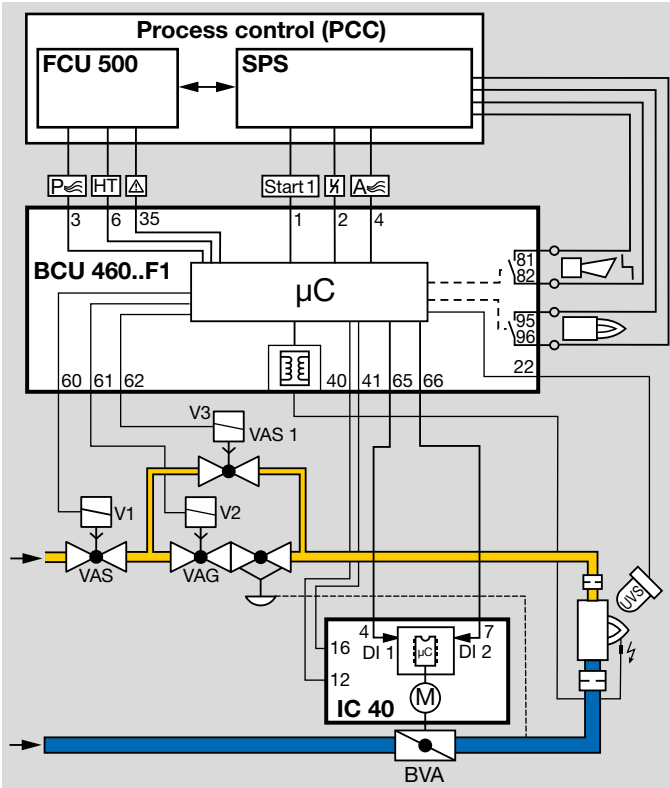 Process control (PCC)
FCU 500
SPS
P
HT
Start 1
A
3
6
35
1
2
4
BCU 460..F1
µC
81
82
95
96
22
60
61
62
40
41
65
66
V3
VAS 1
V1
V2
VAS
VAG
UVS
4
DI 1
µC
7
DI 2
16
12
M
IC 40
BVA